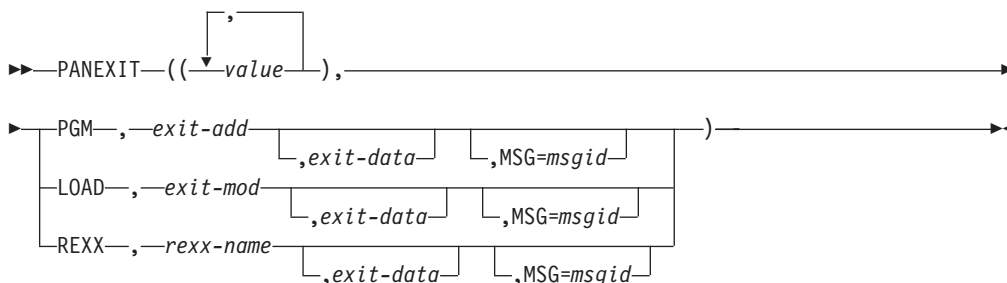 ,
PANEXIT ((value),
PGM , exit-add ,exit-data ,MSG=msgid )
LOAD , exit-mod ,exit-data ,MSG=msgid
REXX , rexx-name ,exit-data ,MSG=msgid